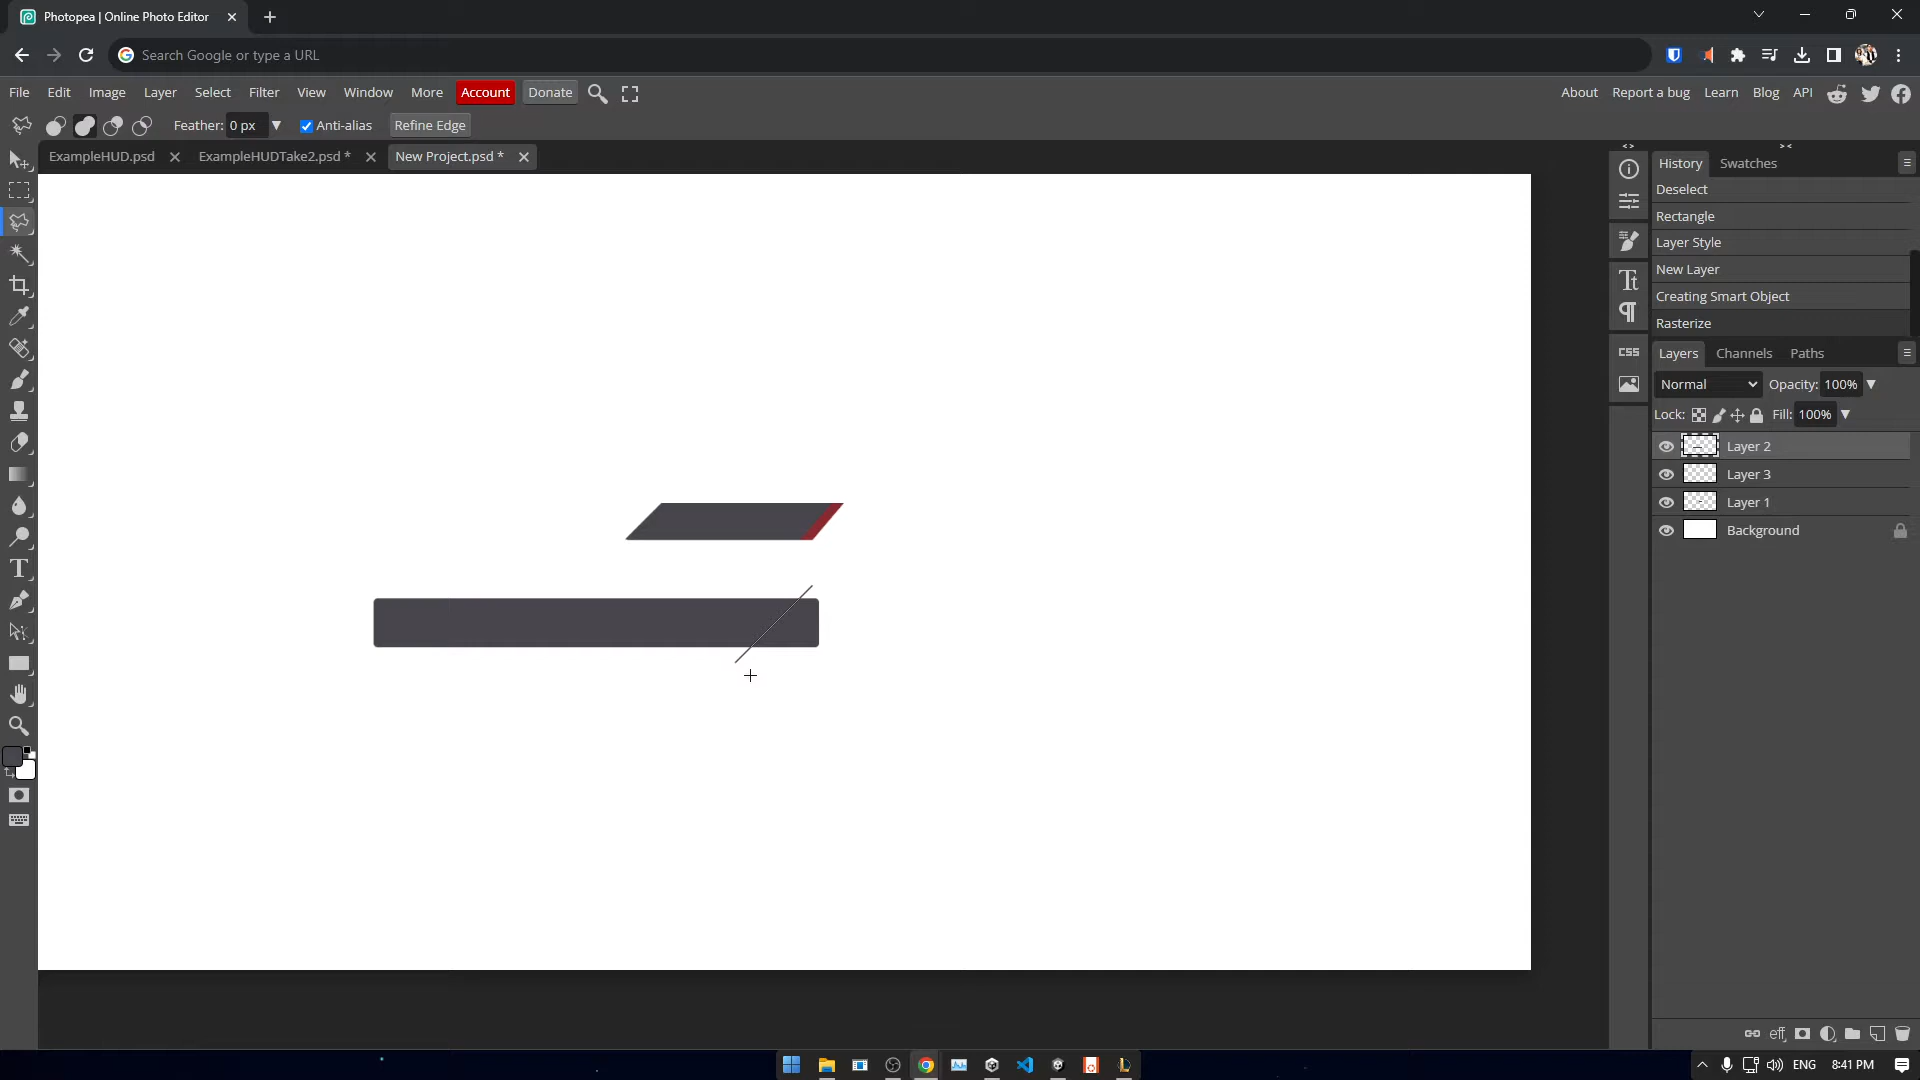 Photopea | Online Photo Editor
Search Google or type a URL
File Edit Image Layer Select Filter View Window More Account Donate About Report a bug Learn Blog API
Feather: 0 px Anti-alias Refine Edge
ExampleHUD.psd ExampleHUDTake2.psd * New Project.psd *
< > > <
History Swatches
Deselect
Rectangle
Layer Style
New Layer
Creating Smart Object
Rasterize
CSS
Layers Channels Paths
Normal Opacity: 100%
Lock: Fill: 100%
Layer 2
Layer 3
Layer 1
Background
eff
ENG 8:41 PM